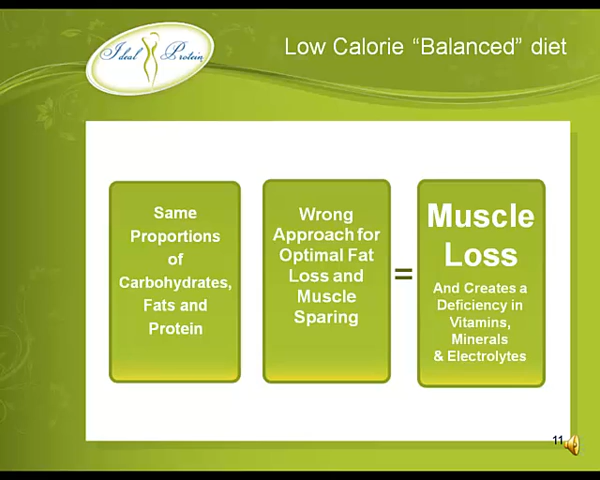 Ideal Protein
Low Calorie “Balanced” diet
Same
Proportions
of
Carbohydrates,
Fats and
Protein
Wrong
Approach for
Optimal Fat
Loss and
Muscle
Sparing
=
Muscle
Loss
And Creates a
Deficiency in
Vitamins,
Minerals
& Electrolytes
11